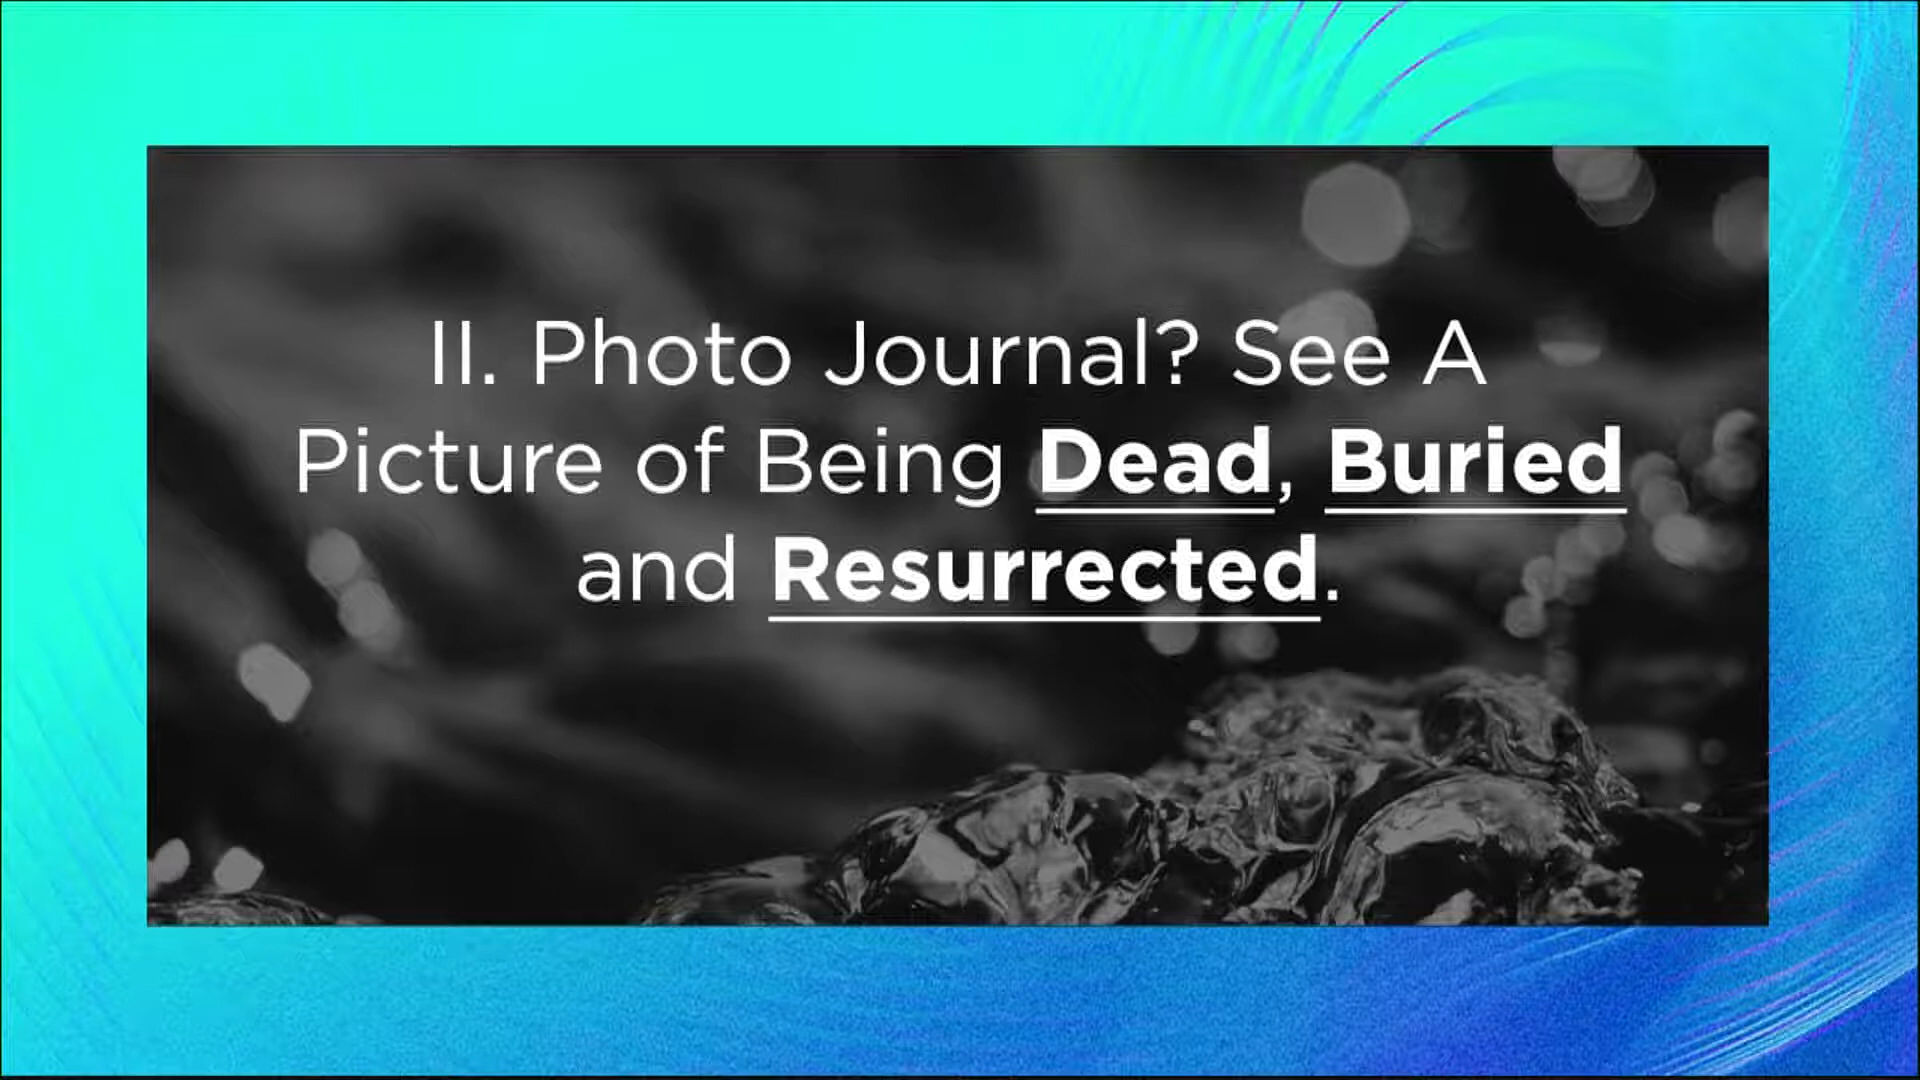 II. Photo Journal? See A
Picture of Being Dead, Buried
and Resurrected.